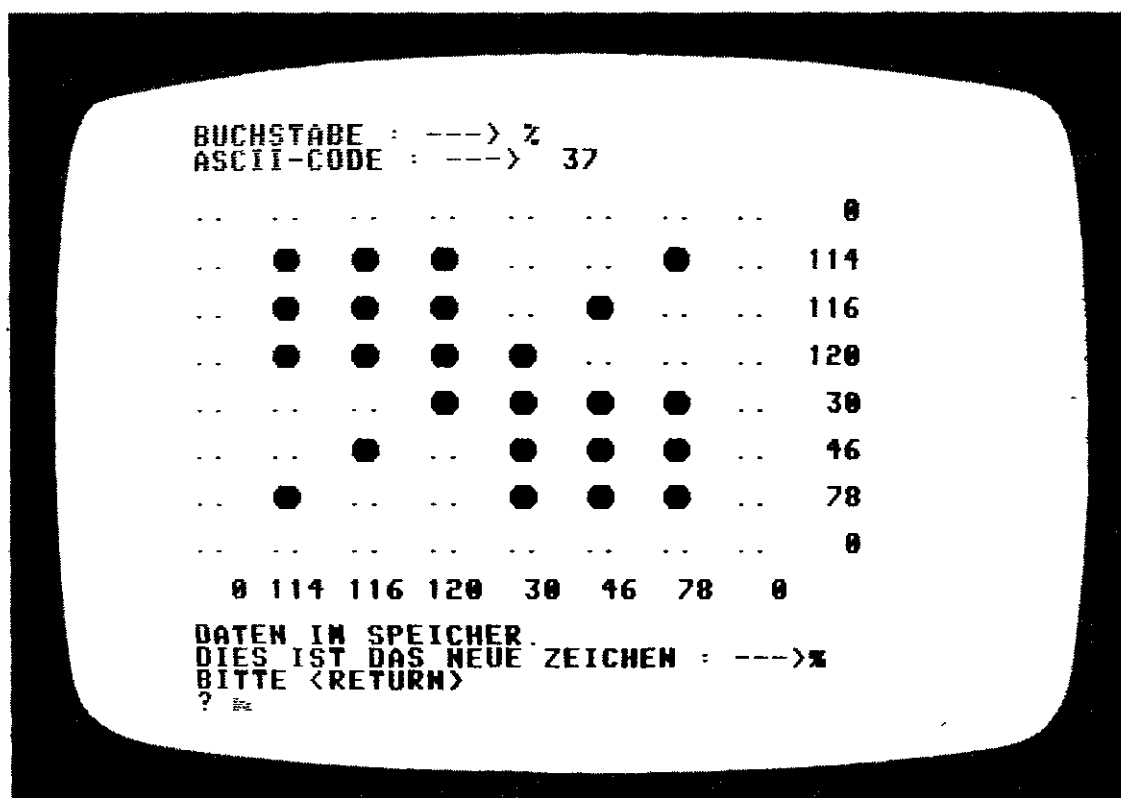 BUCHSTABE : ---> %
ASCII-CODE : ---> 37
.. .. .. .. .. .. .. .. 0
.. ● ● ● .. .. ● .. 114
.. ● ● ● .. ● .. .. 116
.. ● ● ● ● .. .. .. 120
.. .. .. ● ● ● ● .. 30
.. .. ● .. ● ● ● .. 46
.. ● .. .. ● ● ● .. 78
.. .. .. .. .. .. .. .. 0
0 114 116 120 30 46 78 0
DATEN IM SPEICHER.
DIES IST DAS NEUE ZEICHEN : --->%
BITTE <RETURN>
?